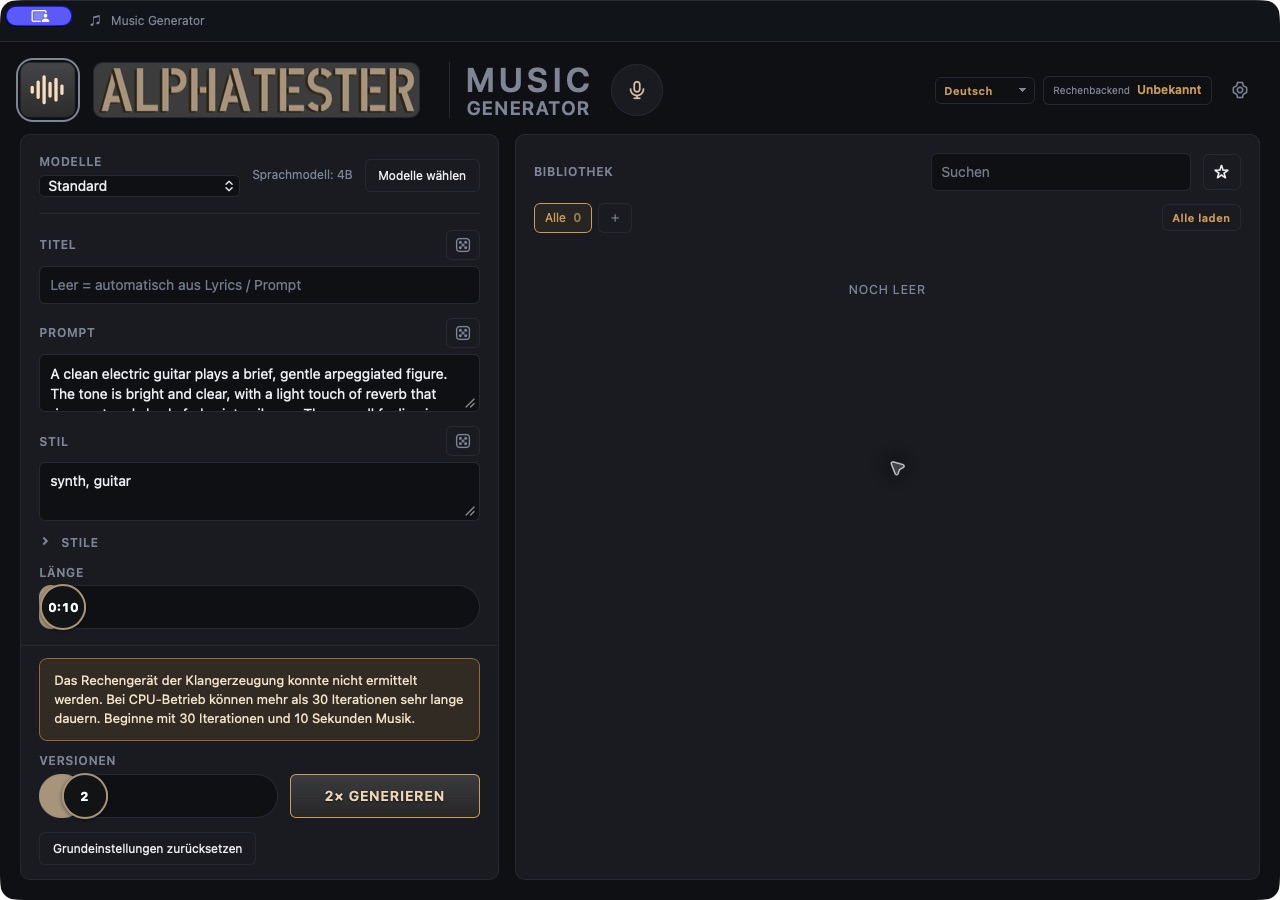 Music Generator
ALPHATESTER
MUSIC
GENERATOR
Deutsch
Rechenbackend Unbekannt
MODELLE
Standard
Sprachmodell: 4B
Modelle wählen
TITEL
Leer = automatisch aus Lyrics / Prompt
PROMPT
A clean electric guitar plays a brief, gentle arpeggiated figure.
The tone is bright and clear, with a light touch of reverb that
STIL
synth, guitar
STILE
LÄNGE
0:10
Das Rechengerät der Klangerzeugung konnte nicht ermittelt
werden. Bei CPU-Betrieb können mehr als 30 Iterationen sehr lange
dauern. Beginne mit 30 Iterationen und 10 Sekunden Musik.
VERSIONEN
2
2× GENERIEREN
Grundeinstellungen zurücksetzen
BIBLIOTHEK
Suchen
Alle 0
+
Alle laden
NOCH LEER